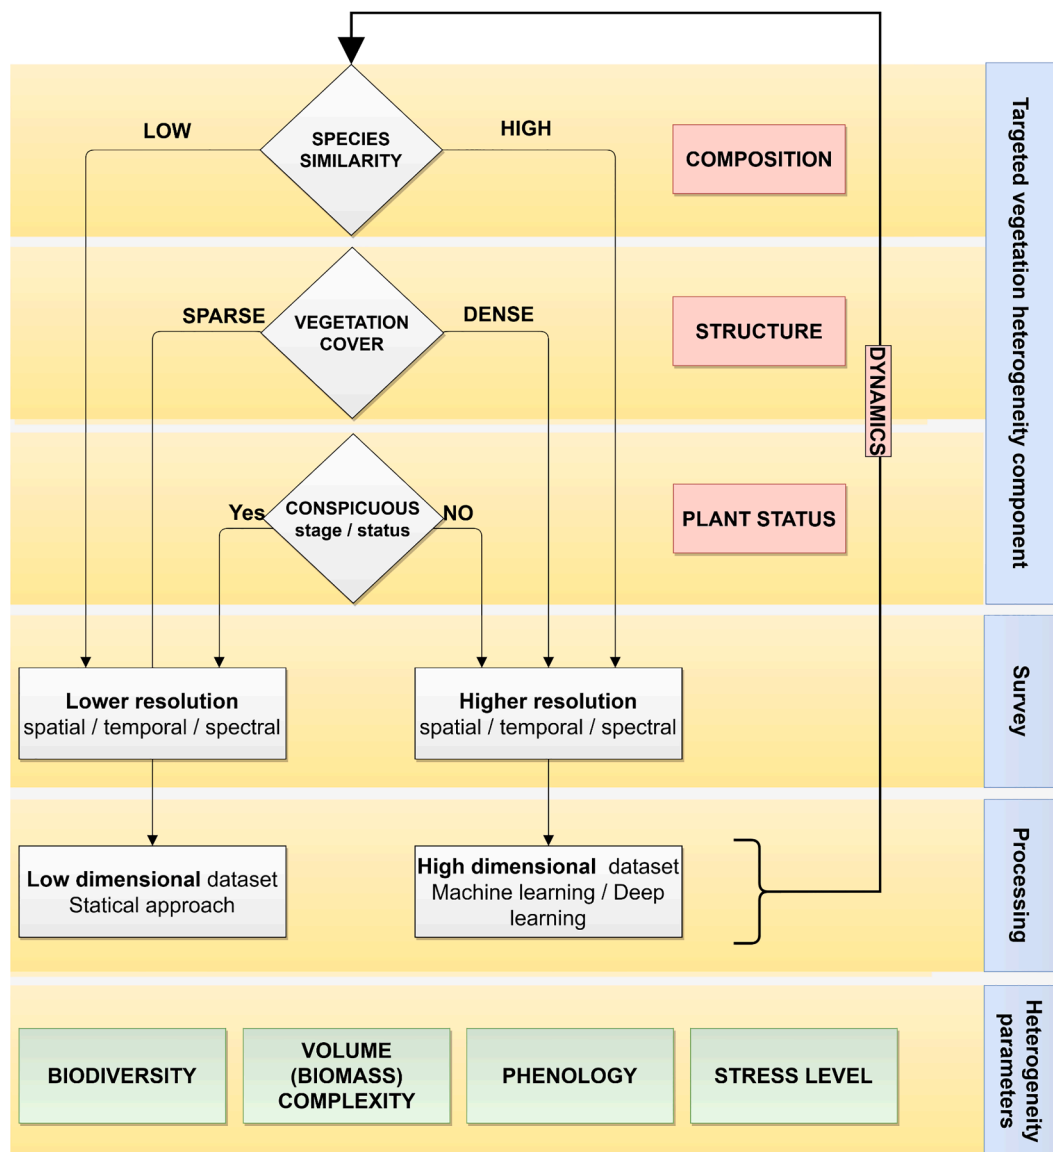 LOW
SPECIES
SIMILARITY
HIGH
COMPOSITION
Targeted vegetation heterogeneity component
SPARSE
VEGETATION
COVER
DENSE
STRUCTURE
DYNAMICS
Yes
CONSPICUOUS
stage / status
NO
PLANT STATUS
Lower resolution
spatial / temporal / spectral
Higher resolution
spatial / temporal / spectral
Survey
Low dimensional dataset
Statical approach
High dimensional dataset
Machine learning / Deep
learning
Processing
BIODIVERSITY
VOLUME
(BIOMASS)
COMPLEXITY
PHENOLOGY
STRESS LEVEL
Heterogeneity
parameters